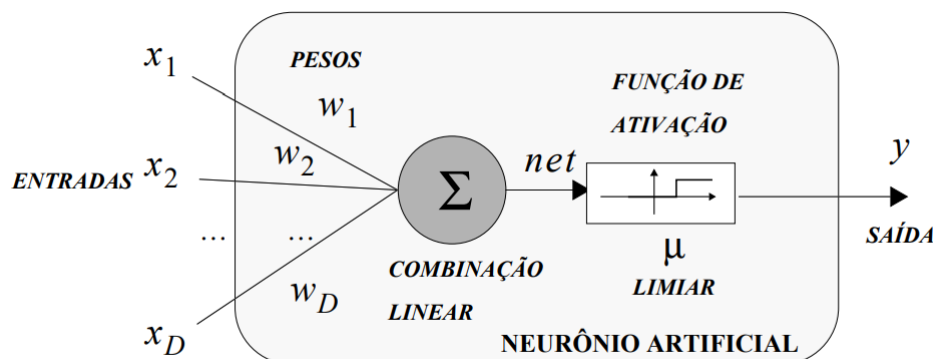 x1
PESOS
FUNÇÃO DE
ATIVAÇÃO
w1
ENTRADAS x2
w2
Σ
net
y
SAÍDA
... ...
μ
LIMIAR
COMBINAÇÃO
LINEAR
wD
xD
NEURÔNIO ARTIFICIAL